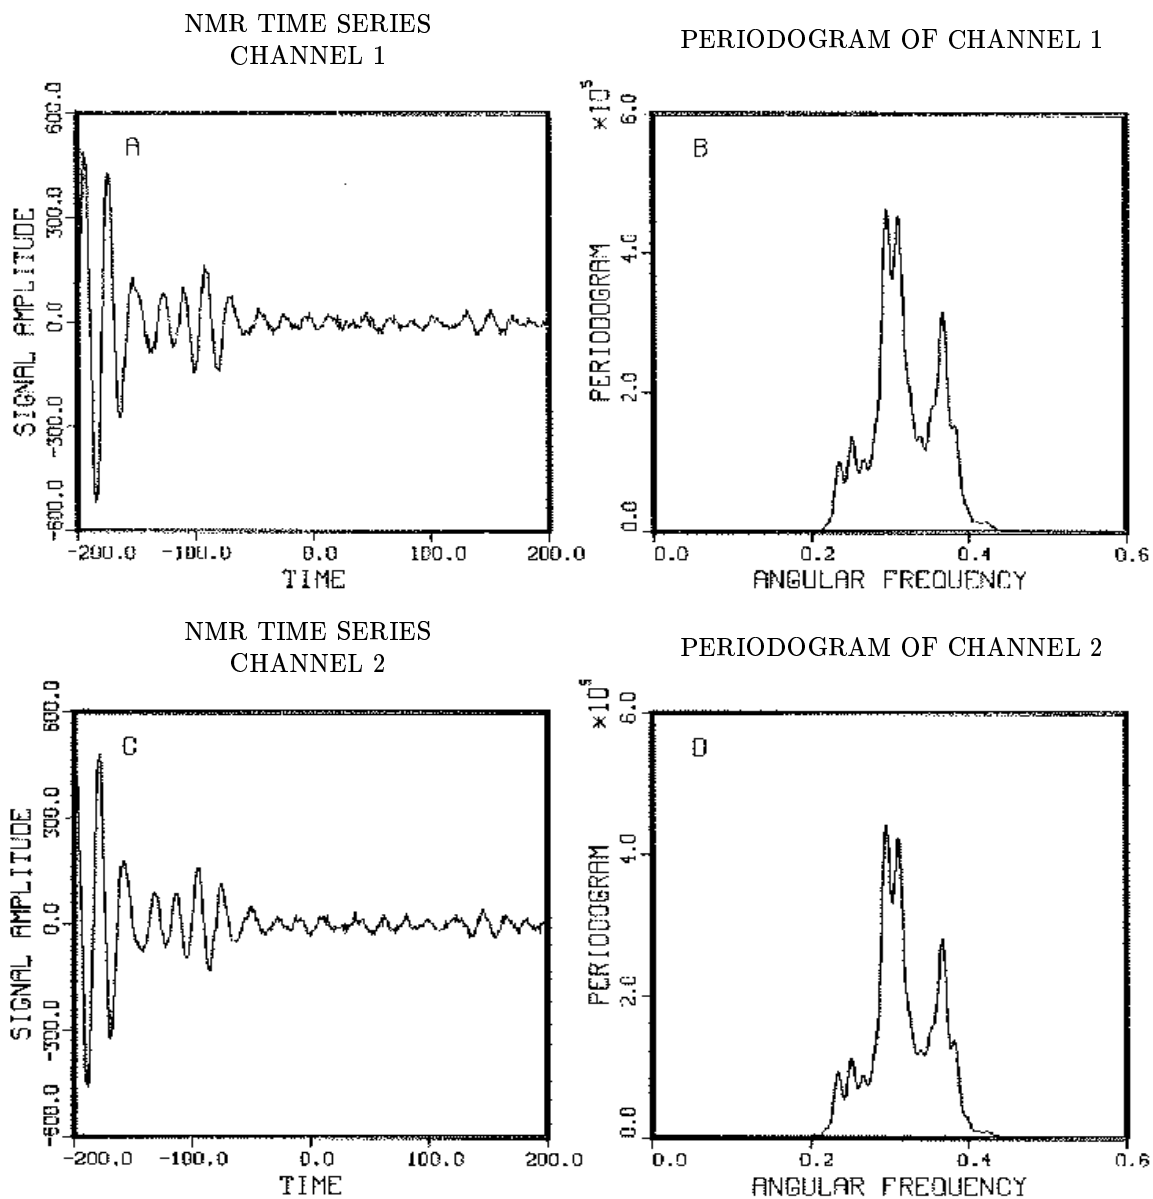 NMR TIME SERIES
CHANNEL 1
PERIODOGRAM OF CHANNEL 1
A
SIGNAL AMPLITUDE
600.0
300.0
0.0
-300.0
-600.0
-200.0 -100.0 0.0 100.0 200.0
TIME
B
×10⁵
PERIODOGRAM
6.0
4.0
2.0
0.0
0.0 0.2 0.4 0.6
ANGULAR FREQUENCY
NMR TIME SERIES
CHANNEL 2
PERIODOGRAM OF CHANNEL 2
C
SIGNAL AMPLITUDE
600.0
300.0
0.0
-300.0
-600.0
-200.0 -100.0 0.0 100.0 200.0
TIME
D
×10⁵
PERIODOGRAM
6.0
4.0
2.0
0.0
0.0 0.2 0.4 0.6
ANGULAR FREQUENCY